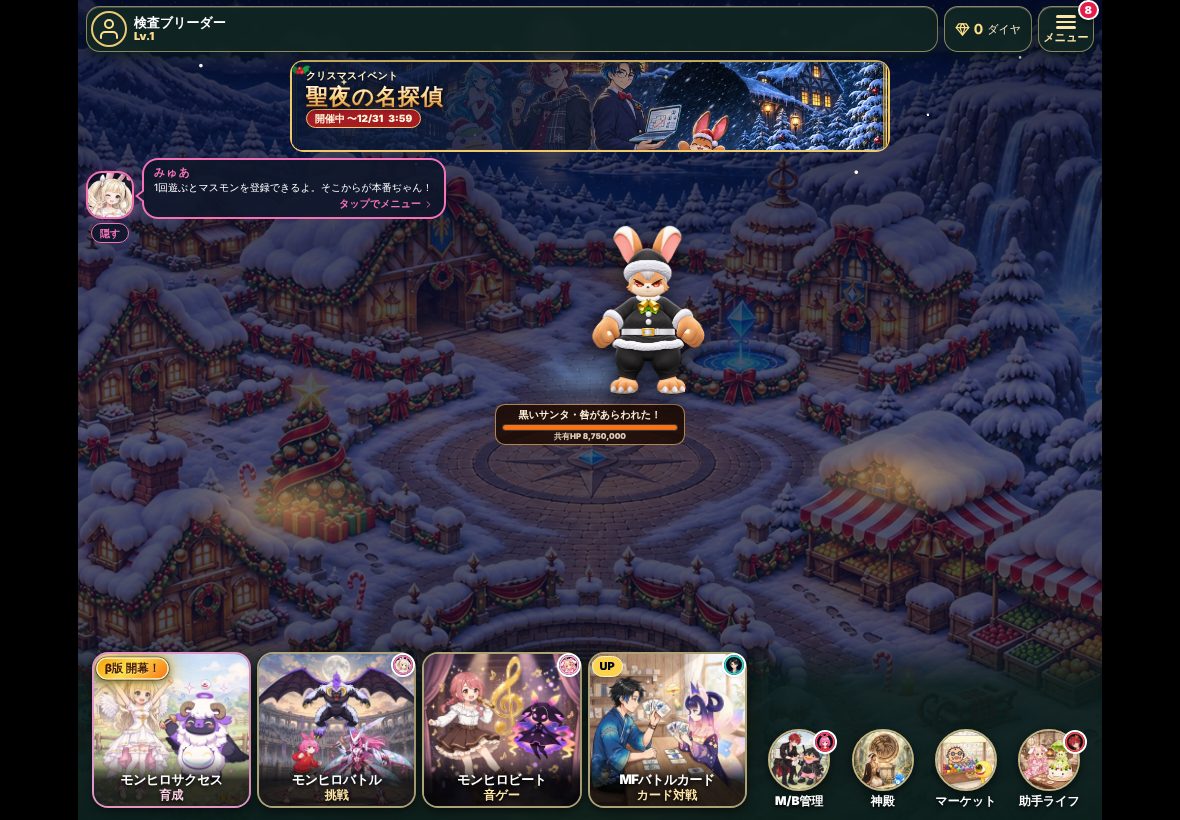 検査ブリーダー
Lv.1
0 ダイヤ
8
メニュー
クリスマスイベント
聖夜の名探偵
開催中 〜12/31 3:59
みゅあ
1回遊ぶとマスモンを登録できるよ。そこからが本番ぢゃん！
タップでメニュー 〉
隠す
黒いサンタ・咎があらわれた！
共有HP 8,750,000
β版 開幕！
モンヒロサクセス
育成
モンヒロバトル
挑戦
モンヒロビート
音ゲー
UP
MFバトルカード
カード対戦
M/B管理
神殿
マーケット
助手ライフ